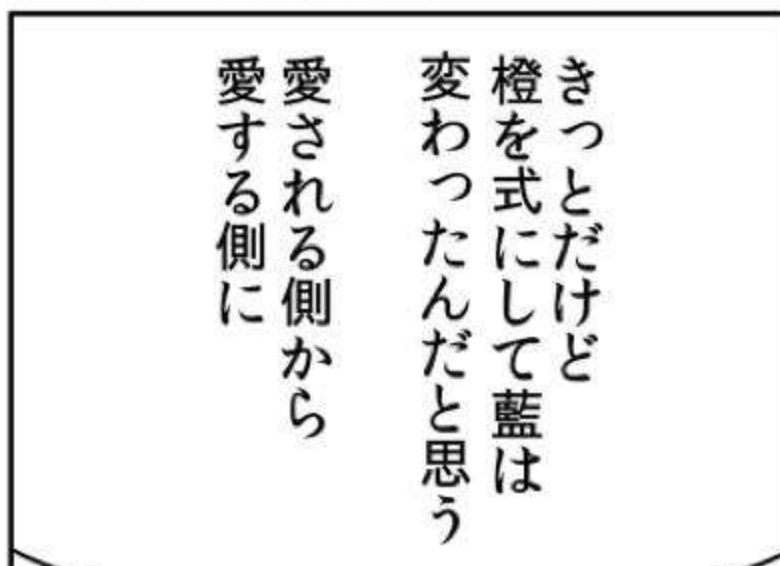 きっとだけど
橙を式にして藍は
変わったんだと思う
愛される側から
愛する側に